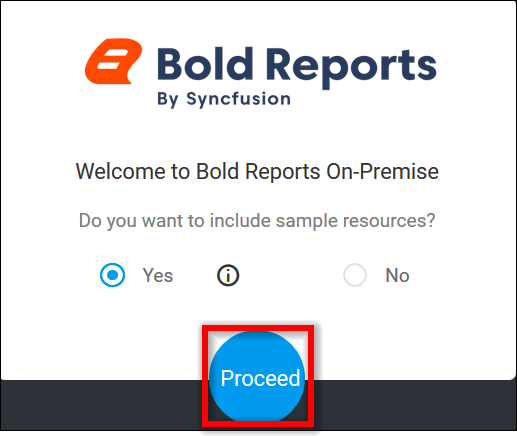 Bold Reports
By Syncfusion
Welcome to Bold Reports On-Premise
Do you want to include sample resources?
Yes No
Proceed